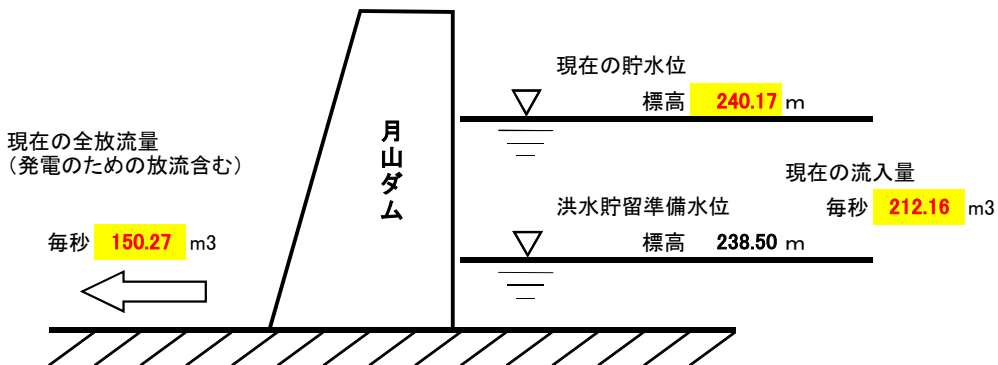 現在の貯水位
標高 240.17 m
現在の全放流量
(発電のための放流含む)
月山ダム
現在の流入量
毎秒 212.16 m3
洪水貯留準備水位
標高 238.50 m
毎秒 150.27 m3